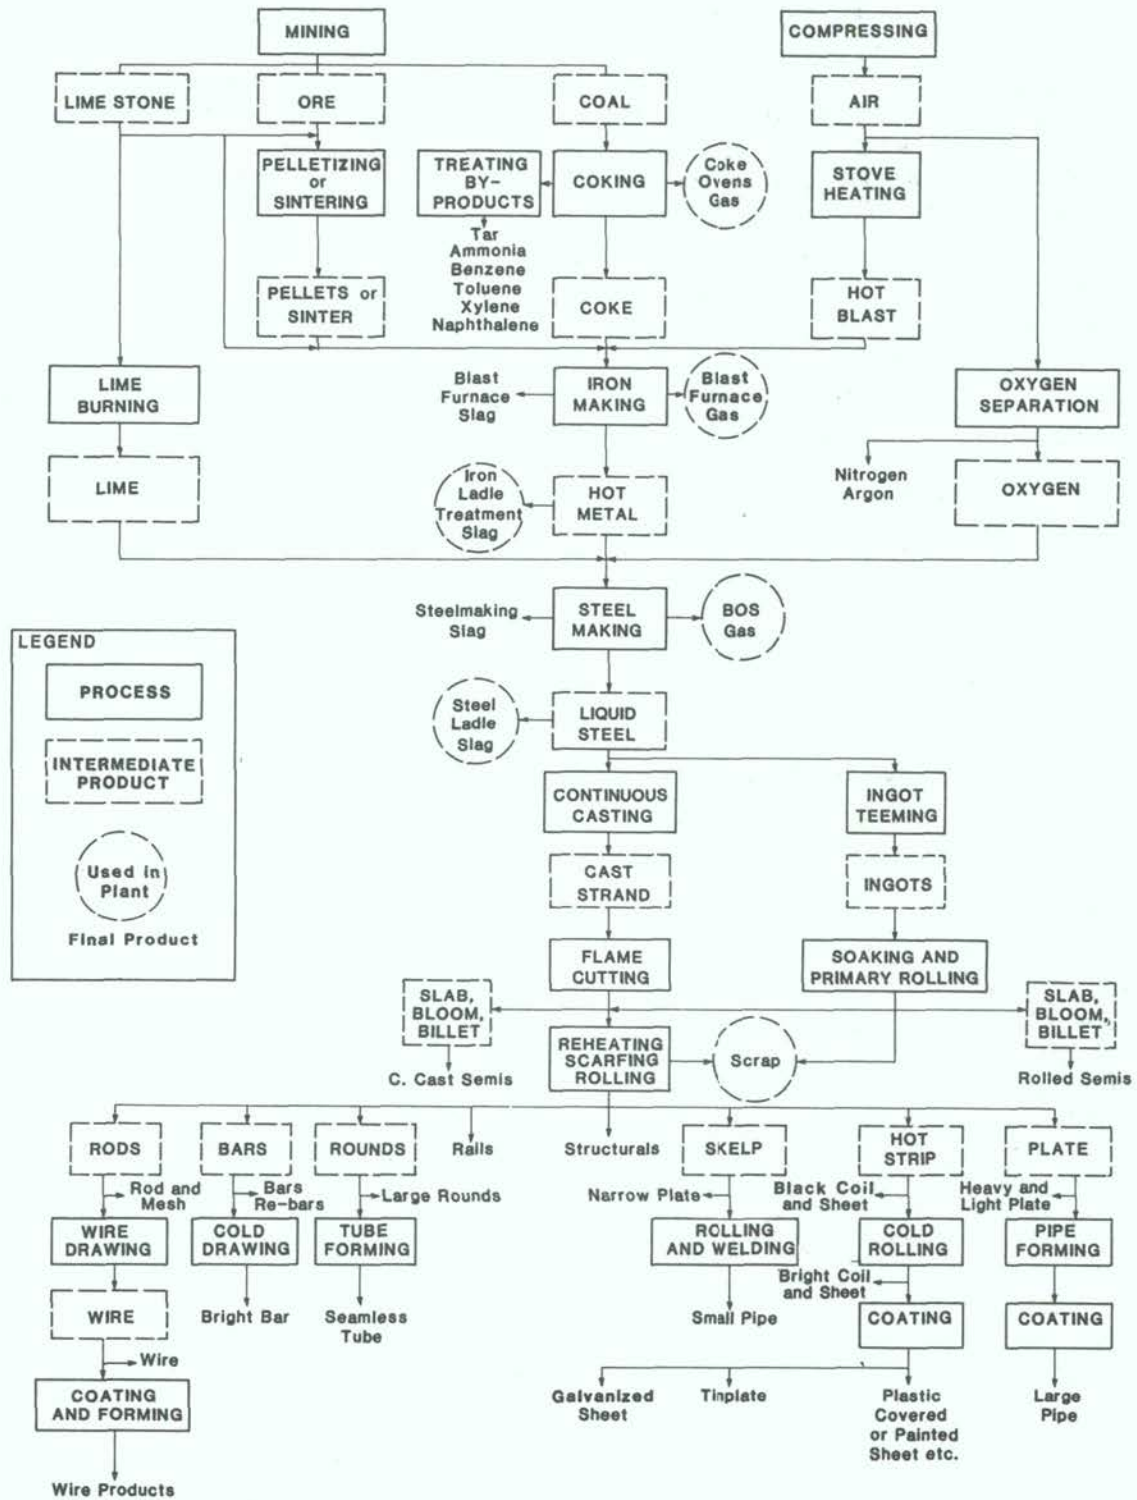 MINING
COMPRESSING
LIME STONE
ORE
COAL
AIR
PELLETIZING
or
SINTERING
TREATING
BY-
PRODUCTS
COKING
Coke
Ovens
Gas
STOVE
HEATING
Tar
Ammonia
Benzene
Toluene
Xylene
Naphthalene
PELLETS or
SINTER
COKE
HOT
BLAST
LIME
BURNING
Blast
Furnace
Slag
IRON
MAKING
Blast
Furnace
Gas
OXYGEN
SEPARATION
LIME
Iron
Ladle
Treatment
Slag
HOT
METAL
Nitrogen
Argon
OXYGEN
Steelmaking
Slag
STEEL
MAKING
BOS
Gas
LEGEND
PROCESS
INTERMEDIATE
PRODUCT
Used in
Plant
Final Product
Steel
Ladle
Slag
LIQUID
STEEL
CONTINUOUS
CASTING
INGOT
TEEMING
CAST
STRAND
INGOTS
FLAME
CUTTING
SOAKING AND
PRIMARY ROLLING
SLAB,
BLOOM,
BILLET
SLAB,
BLOOM,
BILLET
REHEATING
SCARFING
ROLLING
Scrap
C. Cast Semis
Rolled Semis
RODS
BARS
ROUNDS
Rails
Structurals
SKELP
HOT
STRIP
PLATE
Rod and
Mesh
Bars
Re-bars
Large Rounds
Narrow Plate
Black Coil
and Sheet
Heavy and
Light Plate
WIRE
DRAWING
COLD
DRAWING
TUBE
FORMING
ROLLING
AND WELDING
COLD
ROLLING
PIPE
FORMING
Bright Coil
and Sheet
WIRE
Bright Bar
Seamless
Tube
Small Pipe
COATING
COATING
Wire
COATING
AND FORMING
Galvanized
Sheet
Tinplate
Plastic
Covered
or Painted
Sheet etc.
Large
Pipe
Wire Products